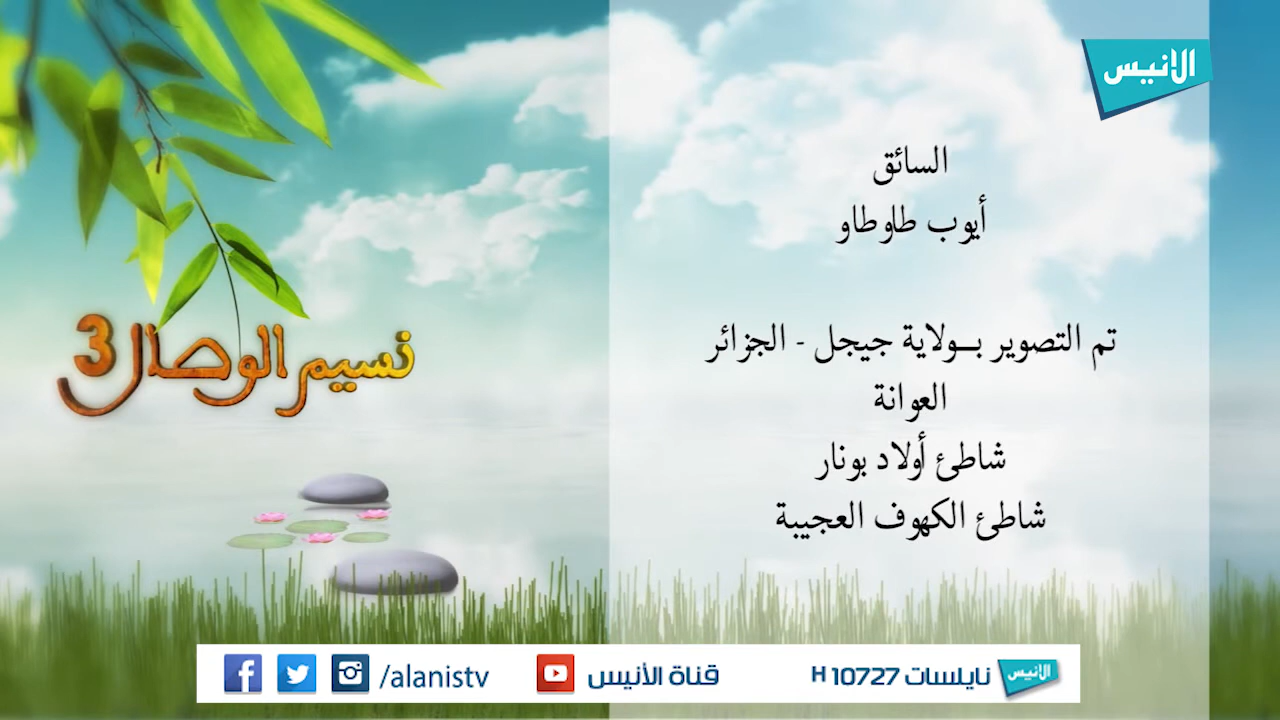 الانيس
السائق
أيوب طاوطاو
تم التصوير بـولاية جيجل - الجزائر
العوانة
شاطئ أولاد بونار
شاطئ الكهوف العجيبة
نسيم الوصال 3
/alanistv قناة الأنيس نايلسات H 10727 الانيس